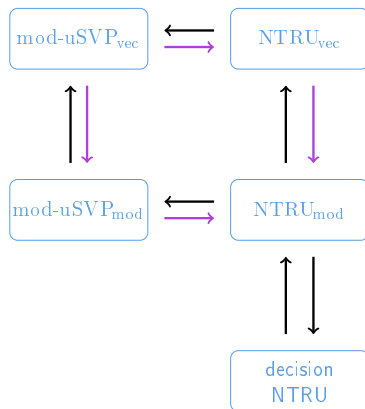 mod-uSVP_vec
NTRU_vec
mod-uSVP_mod
NTRU_mod
decision
NTRU